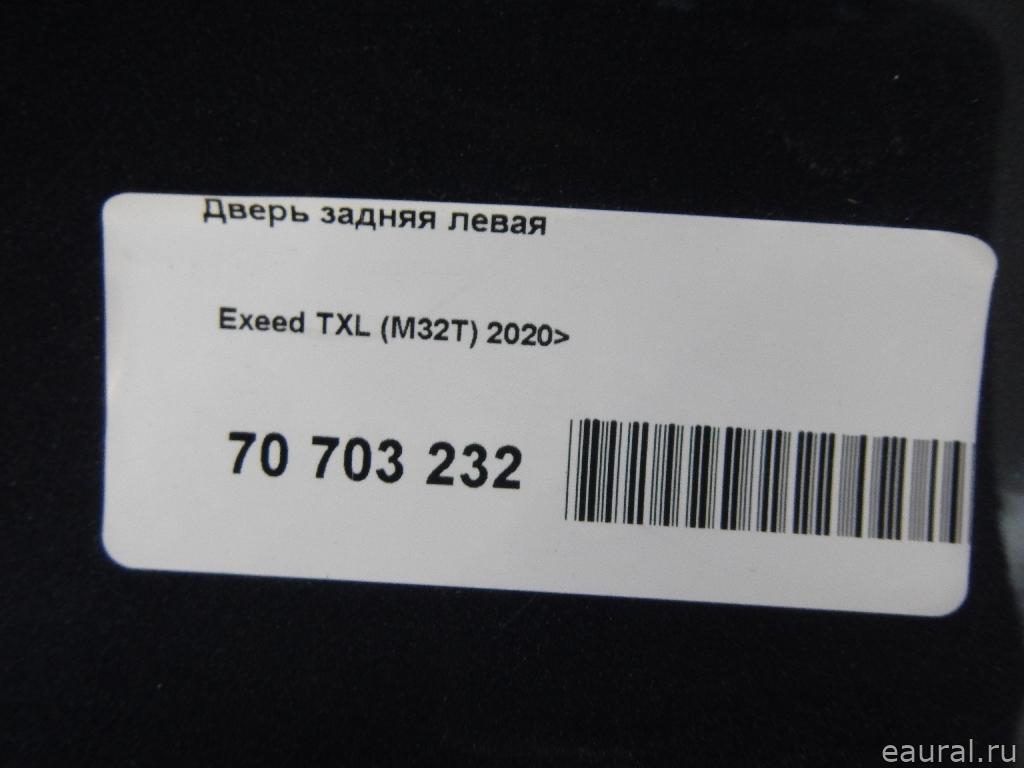 Дверь задняя левая
Exeed TXL (M32T) 2020>
70 703 232
eaural.ru